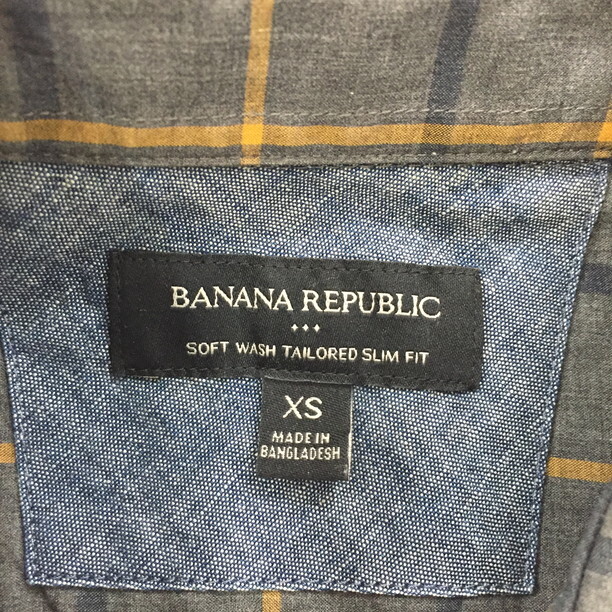 BANANA REPUBLIC
SOFT WASH TAILORED SLIM FIT
XS
MADE IN
BANGLADESH